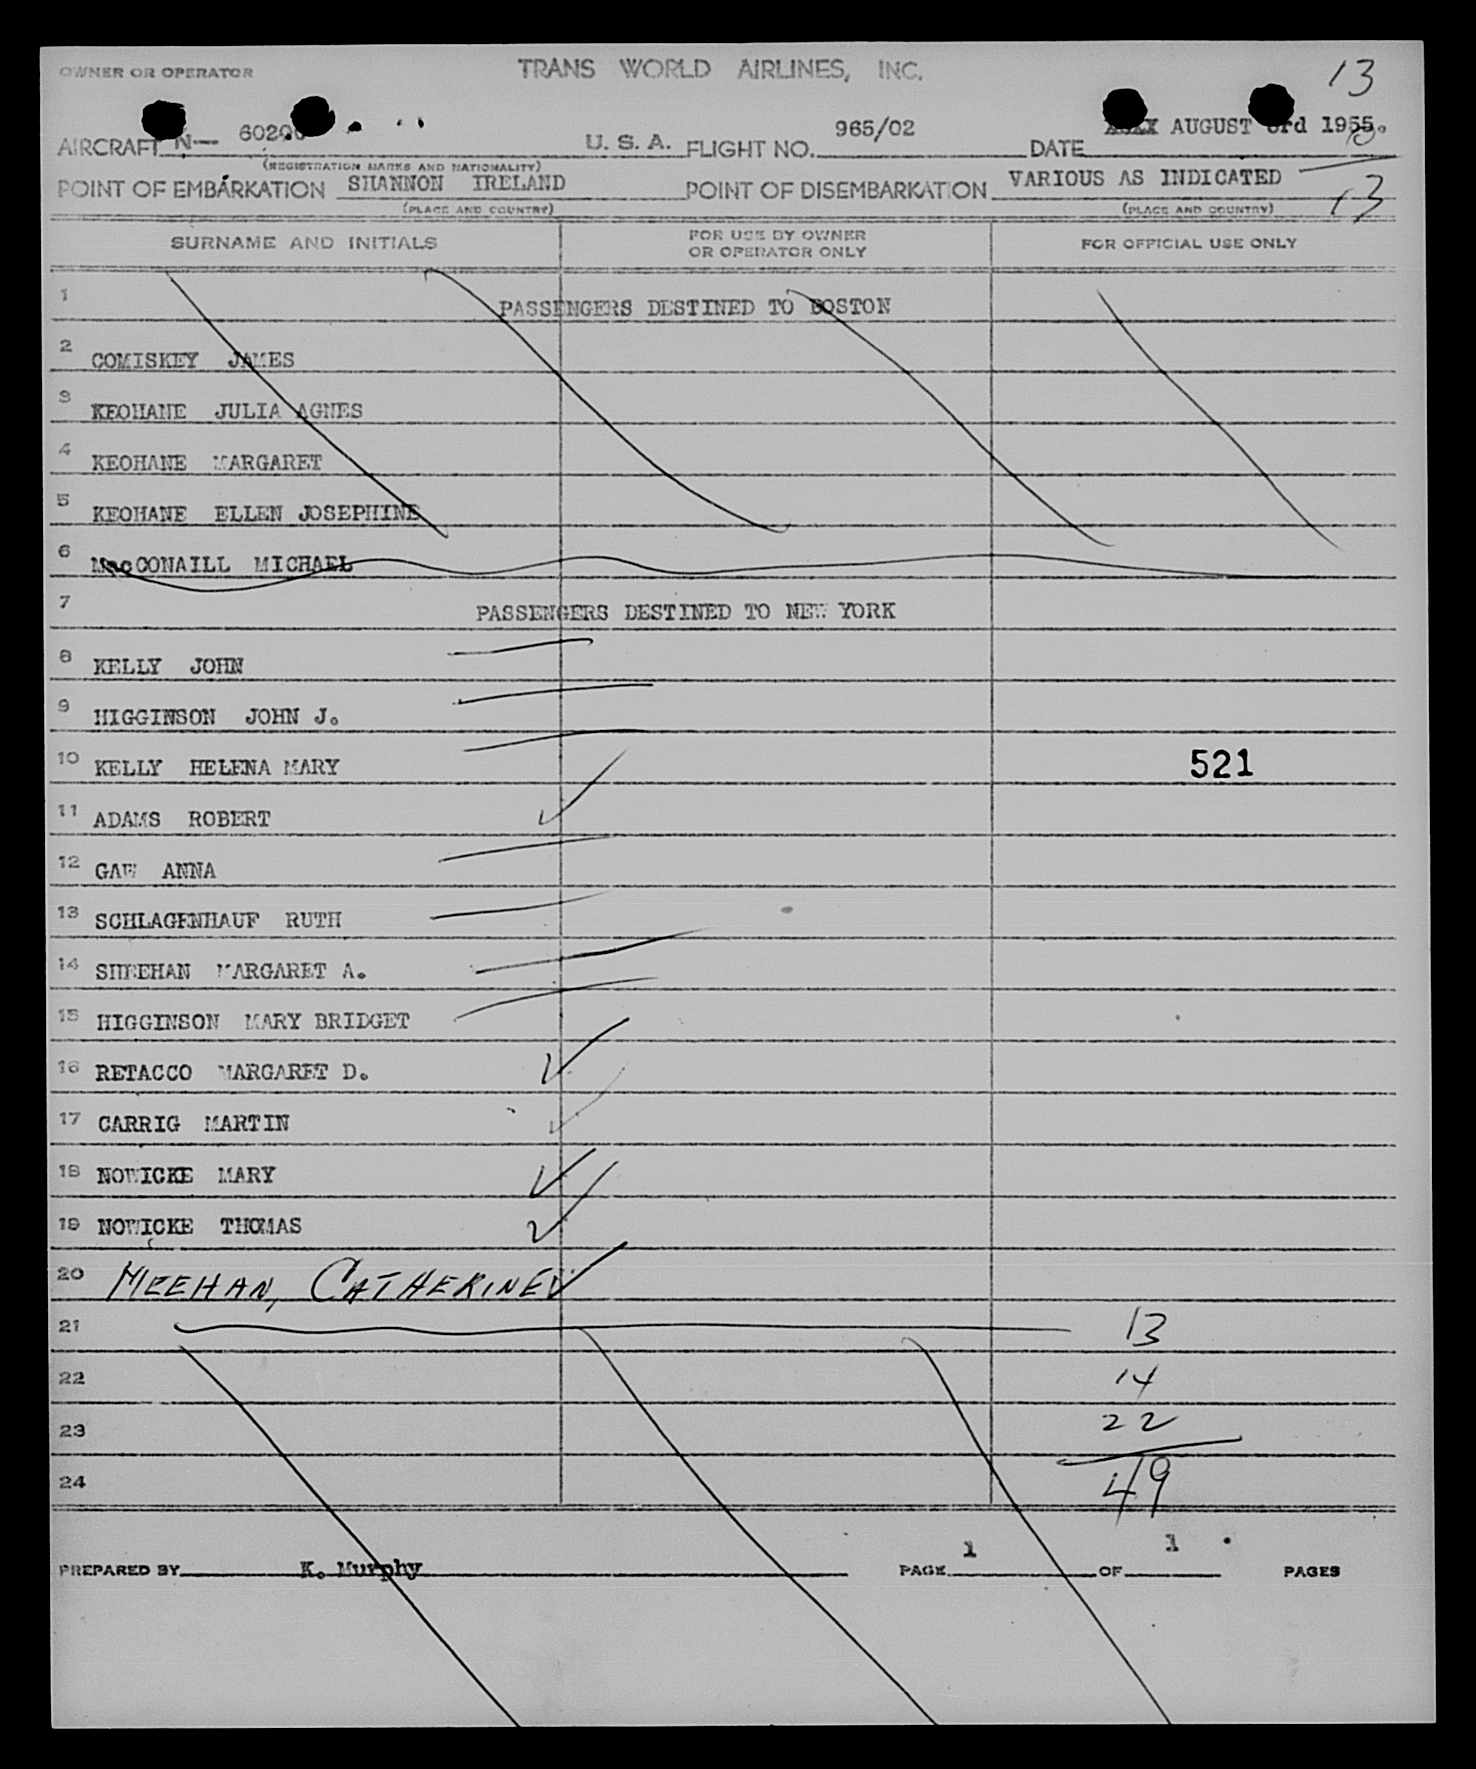 OWNER OR OPERATOR TRANS WORLD AIRLINES, INC. 13
AIRCRAFT N— U. S. A. FLIGHT NO. 965/02 DATE AUGUST 3rd 1955.
(REGISTRATION MARKS AND NATIONALITY) 10
POINT OF EMBARKATION SHANNON IRELAND POINT OF DISEMBARKATION VARIOUS AS INDICATED
(PLACE AND COUNTRY) (PLACE AND COUNTRY) 13
SURNAME AND INITIALS FOR USE BY OWNER OR OPERATOR ONLY FOR OFFICIAL USE ONLY
1 PASSENGERS DESTINED TO BOSTON
2 COMISKEY JAMES
3 KEOHANE JULIA AGNES
4 KEOHANE MARGARET
5 KEOHANE ELLEN JOSEPHINE
6 MacCONAILL MICHAEL
7 PASSENGERS DESTINED TO NEW YORK
8 KELLY JOHN
9 HIGGINSON JOHN J.
10 KELLY HELENA MARY 521
11 ADAMS ROBERT
12 GAW ANNA
13 SCHLAGENHAUF RUTH
14 SHEEHAN MARGARET A.
15 HIGGINSON MARY BRIDGET
16 RETACCO MARGARET D.
17 CARRIG MARTIN
18 NOWICKE MARY
19 NOWICKE THOMAS
20 MEEHAN, CATHERINE
21 13
22 14
23 22
24 49
PREPARED BY K. Murphy PAGE 1 OF 1 PAGES